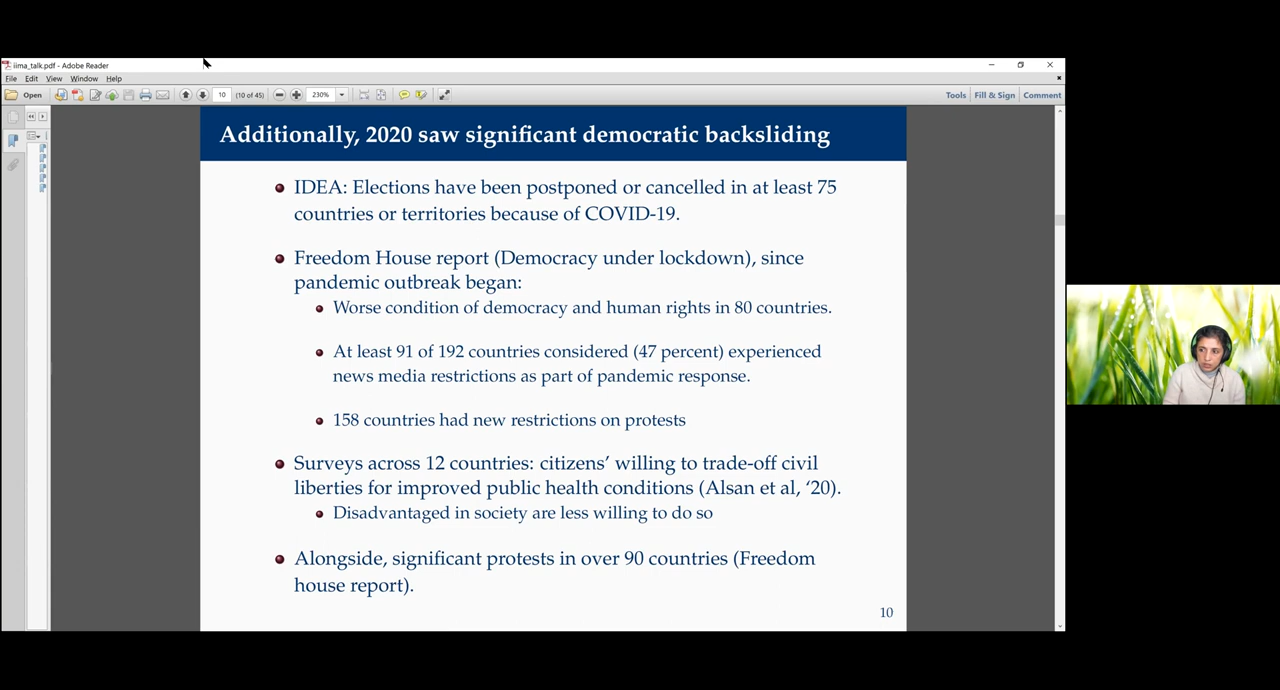 iima_talk.pdf - Adobe Reader
File Edit View Window Help
Open 10 (10 of 45) 230% Tools Fill & Sign Comment
Additionally, 2020 saw significant democratic backsliding
IDEA: Elections have been postponed or cancelled in at least 75
countries or territories because of COVID-19.
Freedom House report (Democracy under lockdown), since
pandemic outbreak began:
Worse condition of democracy and human rights in 80 countries.
At least 91 of 192 countries considered (47 percent) experienced
news media restrictions as part of pandemic response.
158 countries had new restrictions on protests
Surveys across 12 countries: citizens' willing to trade-off civil
liberties for improved public health conditions (Alsan et al, '20).
Disadvantaged in society are less willing to do so
Alongside, significant protests in over 90 countries (Freedom
house report).
10